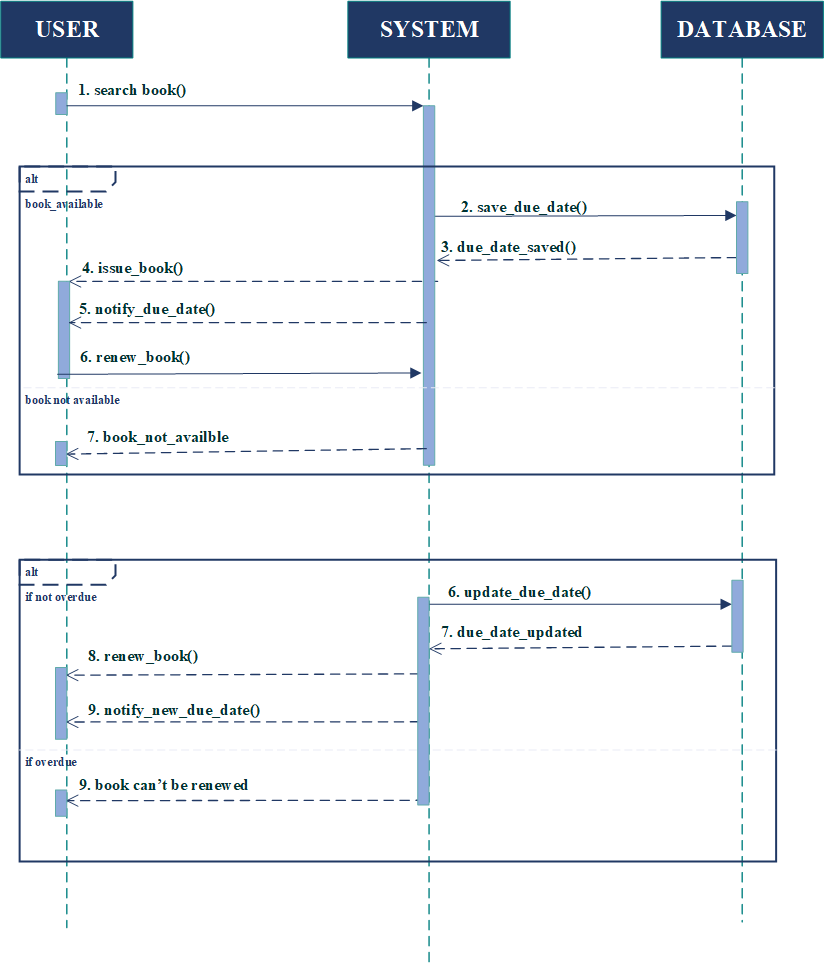 USER
SYSTEM
DATABASE
1. search book()
alt
book_available
2. save_due_date()
3. due_date_saved()
4. issue_book()
5. notify_due_date()
6. renew_book()
book not available
7. book_not_availble
alt
if not overdue
6. update_due_date()
7. due_date_updated
8. renew_book()
9. notify_new_due_date()
if overdue
9. book can’t be renewed